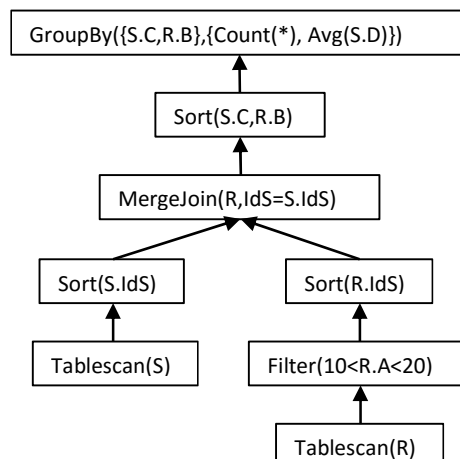 GroupBy({S.C,R.B},{Count(*), Avg(S.D)})
Sort(S.C,R.B)
MergeJoin(R,IdS=S.IdS)
Sort(S.IdS)
Sort(R.IdS)
Tablescan(S)
Filter(10<R.A<20)
Tablescan(R)